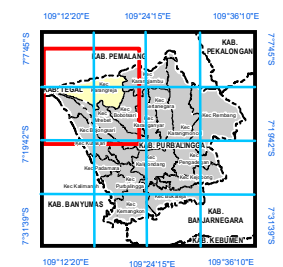 109°12'20"E 109°24'15"E 109°36'10"E
7°7'45"S
7°7'45"S
KAB. PEKALONGAN
KAB. PEMALANG
KAB. TEGAL
Kec Karangreja
Kec Karangjambu
Kec Bobotsari
Kec Rembang
Kec Mrebet
Kec Bojongsari
7°19'42"S
7°19'42"S
KAB. PURBALINGGA
Kec Kutasari
Kec Padamara
Kec Kalimanah
Kec Purbalingga
Kec Kemangkon
KAB. BANYUMAS
KAB. BANJARNEGARA
KAB. KEBUMEN
7°31'39"S
7°31'39"S
109°12'20"E 109°24'15"E 109°36'10"E